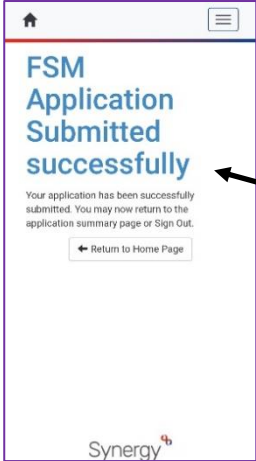 FSM
Application
Submitted
successfully
Your application has been successfully
submitted. You may now return to the
application summary page or Sign Out.
Return to Home Page
Synergy